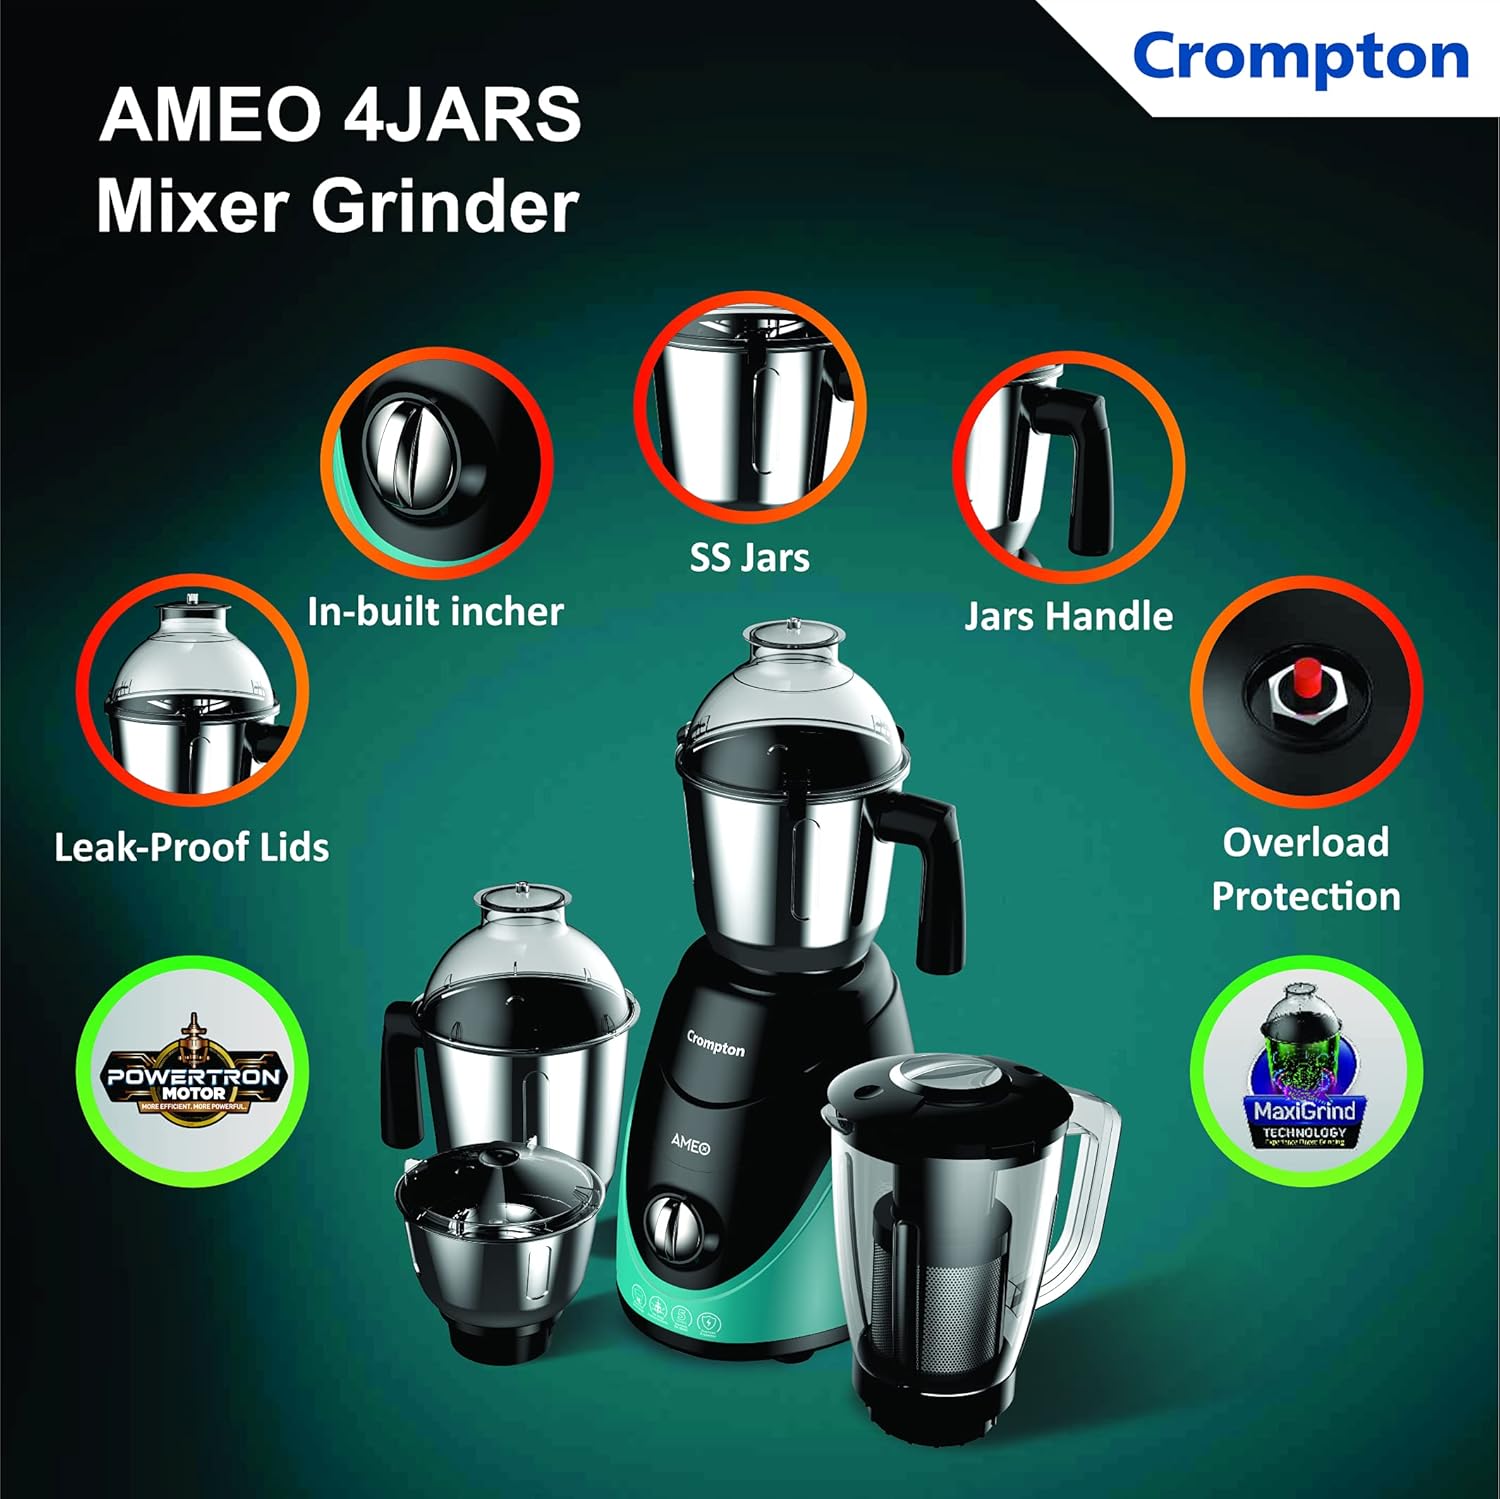 Crompton
AMEO 4JARS
Mixer Grinder
SS Jars
In-built incher
Jars Handle
Leak-Proof Lids
Overload
Protection
POWERTRON
MOTOR
MORE EFFICIENT. MORE POWERFUL.
MaxiGrind
TECHNOLOGY
Crompton
AMEO